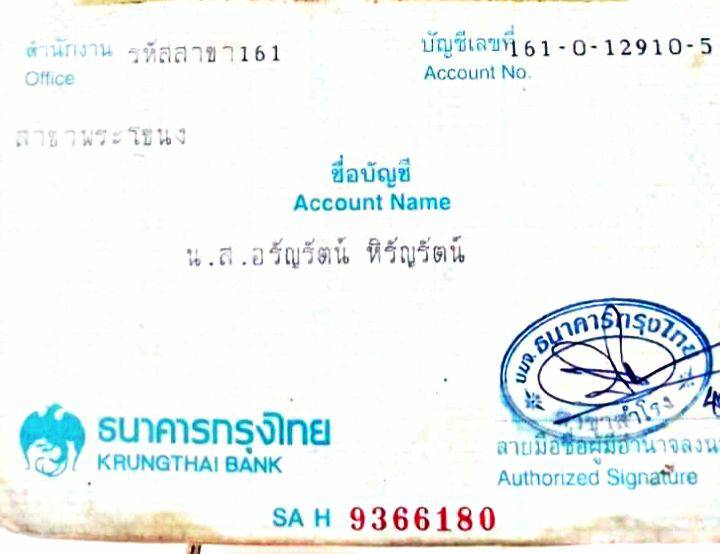 สำนักงาน รหัสสาขา161 บัญชีเลขที่161-0-12910-5
Office Account No.
สาขาพระโขนง
ชื่อบัญชี
Account Name
น.ส.อรัญรัตน์ หิรัญรัตน์
บมจ.ธนาคารกรุงไทย
สาขาสำโรง
ธนาคารกรุงไทย
KRUNGTHAI BANK
ลายมือชื่อผู้มีอำนาจลงน
Authorized Signature
SA H 9366180